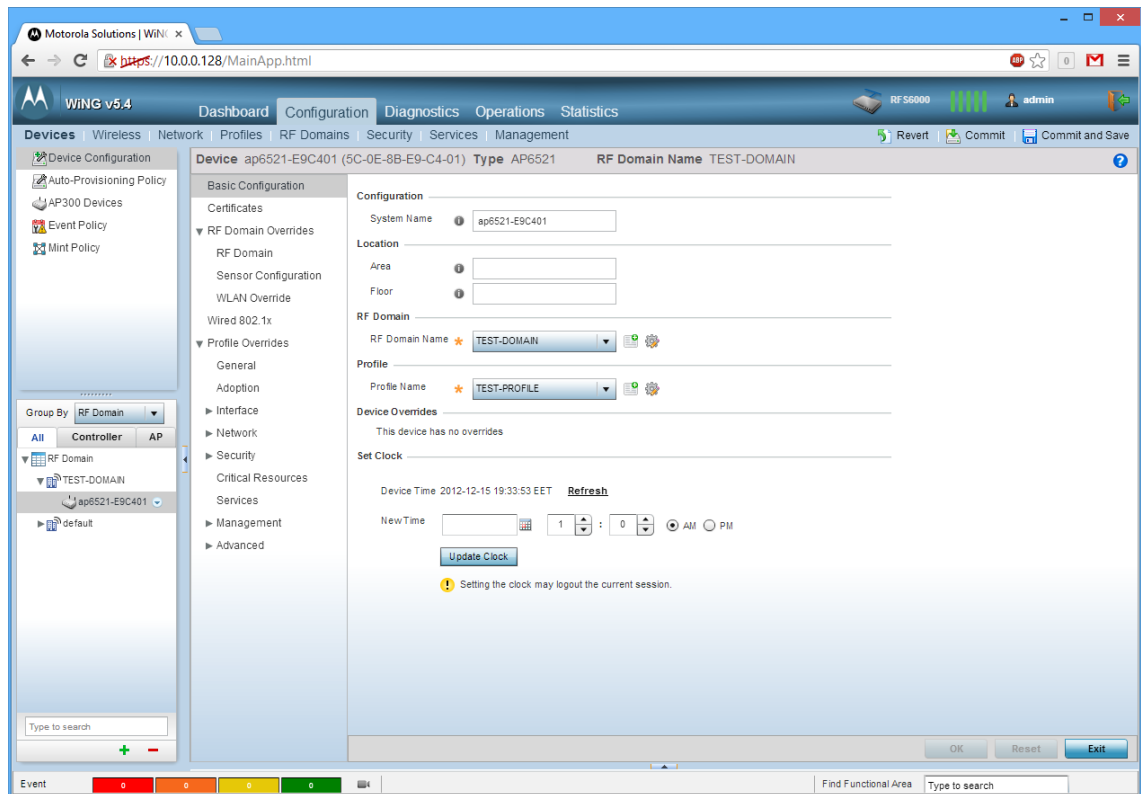 Motorola Solutions | WiNG
https://10.0.0.128/MainApp.html
ABP
0
WiNG v5.4
Dashboard Configuration Diagnostics Operations Statistics
RFS6000
admin
Devices | Wireless | Network | Profiles | RF Domains | Security | Services | Management
Revert | Commit | Commit and Save
Device Configuration
Auto-Provisioning Policy
AP300 Devices
Event Policy
Mint Policy
Group By RF Domain
All Controller AP
RF Domain
TEST-DOMAIN
ap6521-E9C401
default
Type to search
Device ap6521-E9C401 (5C-0E-8B-E9-C4-01) Type AP6521 RF Domain Name TEST-DOMAIN
Basic Configuration
Certificates
RF Domain Overrides
RF Domain
Sensor Configuration
WLAN Override
Wired 802.1x
Profile Overrides
General
Adoption
Interface
Network
Security
Critical Resources
Services
Management
Advanced
Configuration
System Name ap6521-E9C401
Location
Area
Floor
RF Domain
RF Domain Name * TEST-DOMAIN
Profile
Profile Name * TEST-PROFILE
Device Overrides
This device has no overrides
Set Clock
Device Time 2012-12-15 19:33:53 EET Refresh
New Time 1 : 0 AM PM
Update Clock
Setting the clock may logout the current session.
OK Reset Exit
Event 0 0 0 0
Find Functional Area Type to search